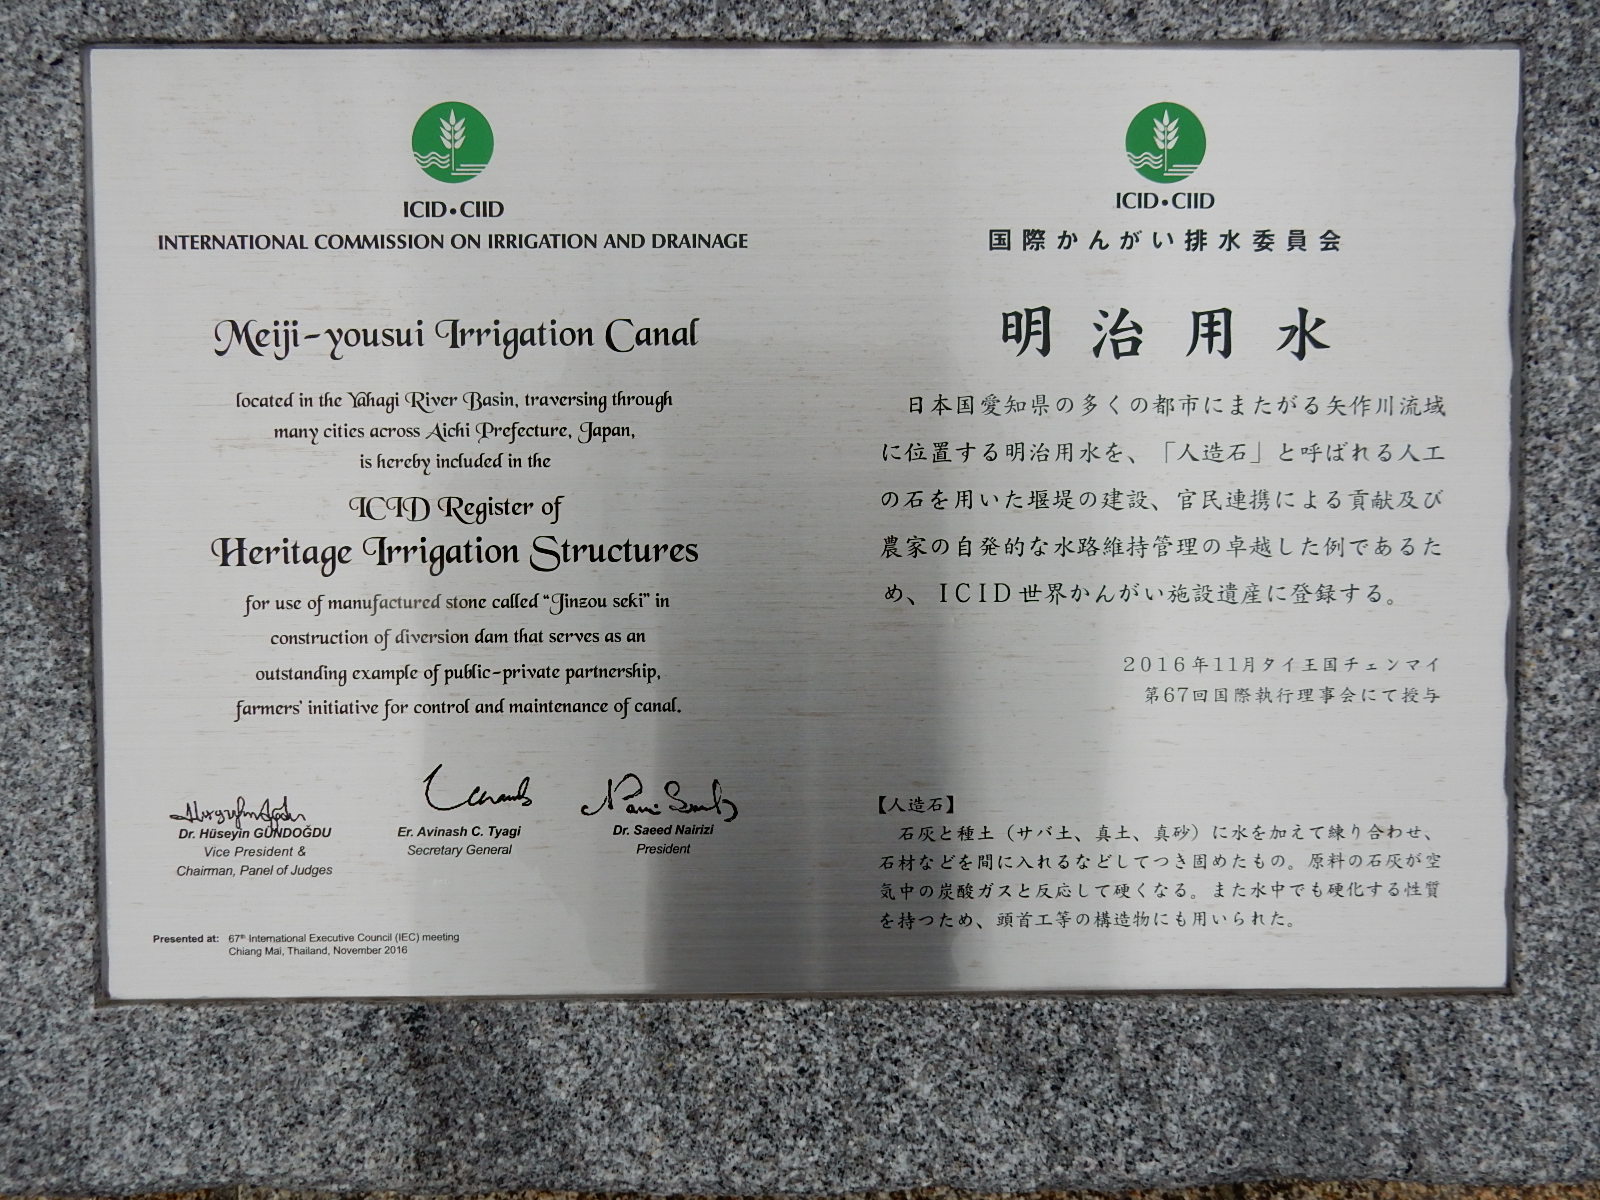 ICID•CIID
INTERNATIONAL COMMISSION ON IRRIGATION AND DRAINAGE
Meiji-yousui Irrigation Canal
located in the Yahagi River Basin, traversing through
many cities across Aichi Prefecture, Japan,
is hereby included in the
ICID Register of
Heritage Irrigation Structures
for use of manufactured stone called "Jinzou seki" in
construction of diversion dam that serves as an
outstanding example of public-private partnership,
farmers' initiative for control and maintenance of canal.
Dr. Hüseyin GÜNDOĞDU
Vice President &
Chairman, Panel of Judges
Er. Avinash C. Tyagi
Secretary General
Dr. Saeed Nairizi
President
Presented at: 67th International Executive Council (IEC) meeting
Chiang Mai, Thailand, November 2016
ICID•CIID
国際かんがい排水委員会
明治用水
日本国愛知県の多くの都市にまたがる矢作川流域
に位置する明治用水を、「人造石」と呼ばれる人工
の石を用いた堰堤の建設、官民連携による貢献及び
農家の自発的な水路維持管理の卓越した例であるた
め、ICID世界かんがい施設遺産に登録する。
2016年11月タイ王国チェンマイ
第67回国際執行理事会にて授与
【人造石】
石灰と種土（サバ土、真土、真砂）に水を加えて練り合わせ、
石材などを間に入れるなどしてつき固めたもの。原料の石灰が空
気中の炭酸ガスと反応して硬くなる。また水中でも硬化する性質
を持つため、頭首工等の構造物にも用いられた。